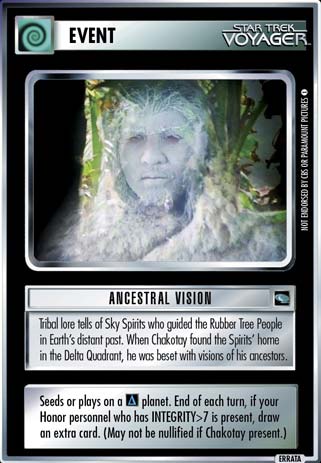 EVENT
STAR TREK
VOYAGER
NOT ENDORSED BY CBS OR PARAMOUNT PICTURES
ANCESTRAL VISION
Tribal lore tells of Sky Spirits who guided the Rubber Tree People
in Earth's distant past. When Chakotay found the Spirits' home
in the Delta Quadrant, he was beset with visions of his ancestors.
Seeds or plays on a Δ planet. End of each turn, if your
Honor personnel who has INTEGRITY>7 is present, draw
an extra card. (May not be nullified if Chakotay present.)
ERRATA